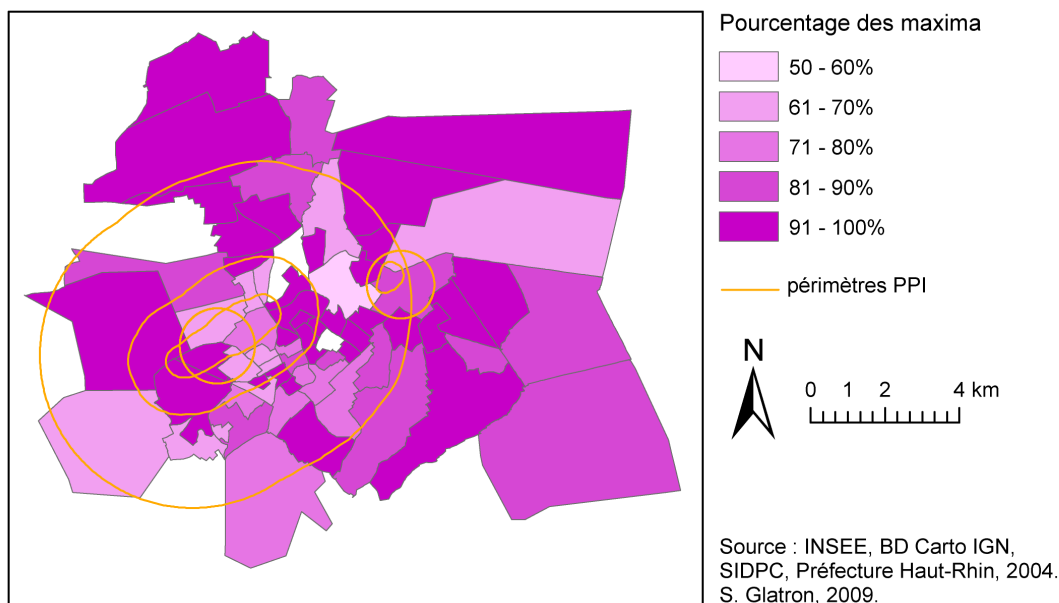 Pourcentage des maxima
50 - 60%
61 - 70%
71 - 80%
81 - 90%
91 - 100%
périmètres PPI
N
0 1 2 4 km
Source : INSEE, BD Carto IGN,
SIDPC, Préfecture Haut-Rhin, 2004.
S. Glatron, 2009.